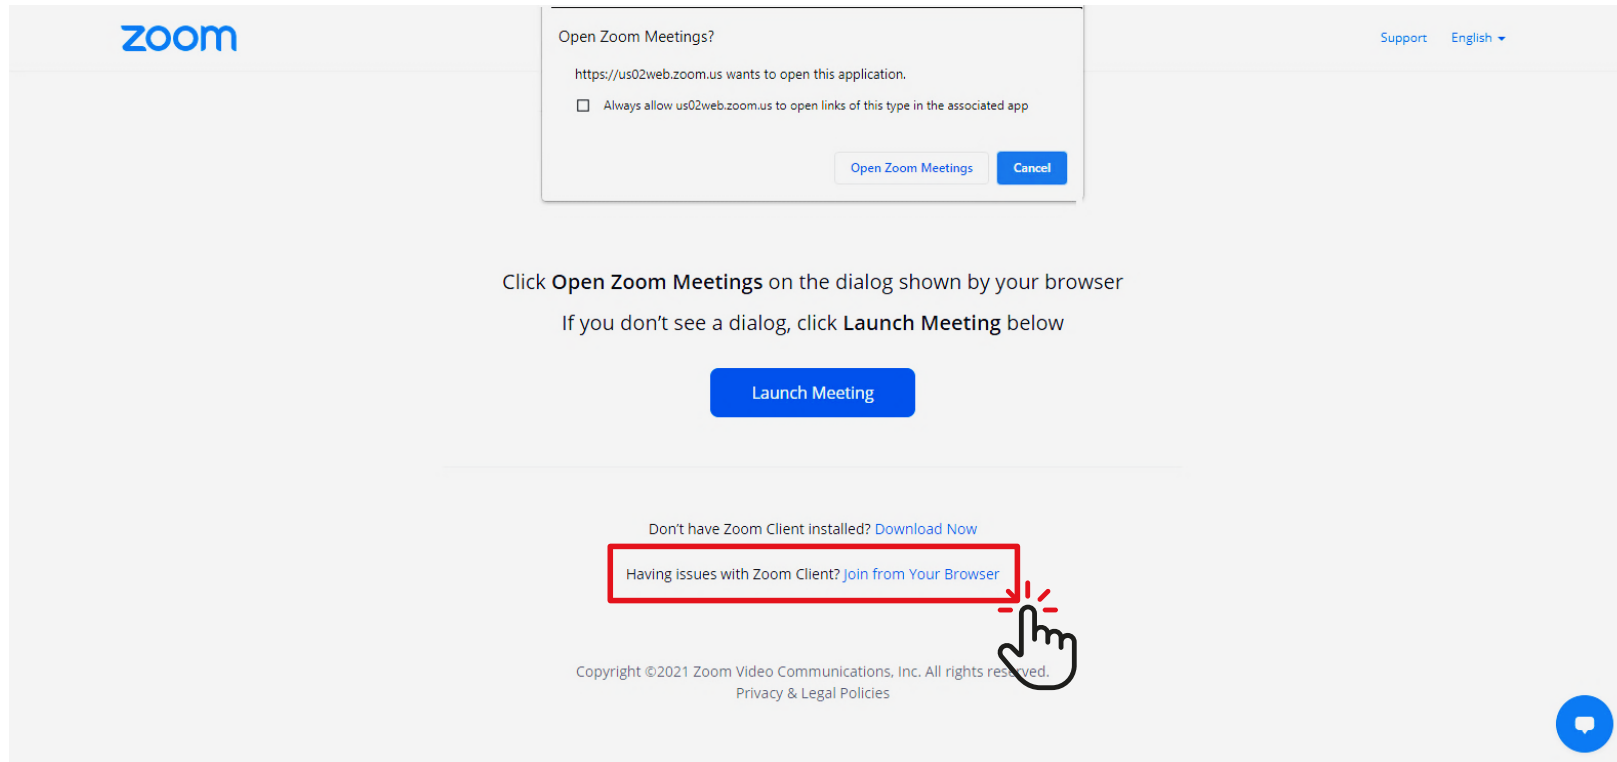 zoom
Support English
Open Zoom Meetings?
https://us02web.zoom.us wants to open this application.
Always allow us02web.zoom.us to open links of this type in the associated app
Open Zoom Meetings Cancel
Click Open Zoom Meetings on the dialog shown by your browser
If you don’t see a dialog, click Launch Meeting below
Launch Meeting
Don’t have Zoom Client installed? Download Now
Having issues with Zoom Client? Join from Your Browser
Copyright ©2021 Zoom Video Communications, Inc. All rights reserved.
Privacy & Legal Policies